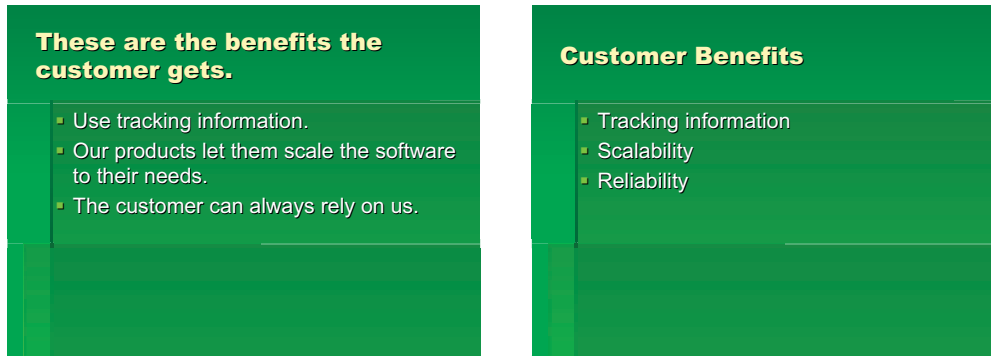 These are the benefits the
customer gets.
Use tracking information.
Our products let them scale the software
to their needs.
The customer can always rely on us.
Customer Benefits
Tracking information
Scalability
Reliability